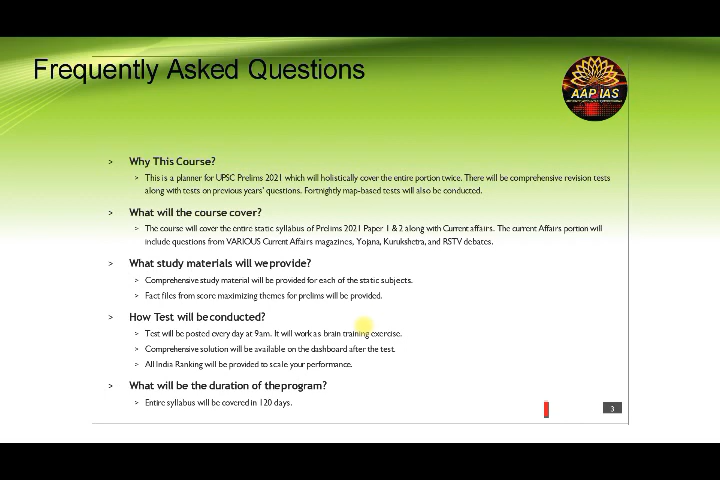 Frequently Asked Questions
AAP IAS
> Why This Course?
> This is a planner for UPSC Prelims 2021 which will holistically cover the entire portion twice. There will be comprehensive revision tests
along with tests on previous years' questions. Fortnightly map-based tests will also be conducted.
> What will the course cover?
> The course will cover the entire static syllabus of Prelims 2021 Paper 1 & 2 along with Current affairs. The current Affairs portion will
include questions from VARIOUS Current Affairs magazines, Yojana, Kurukshetra, and RSTV debates.
> What study materials will we provide?
> Comprehensive study material will be provided for each of the static subjects.
> Fact files from score maximizing themes for prelims will be provided.
> How Test will be conducted?
> Test will be posted every day at 9am. It will work as brain training exercise.
> Comprehensive solution will be available on the dashboard after the test.
> All India Ranking will be provided to scale your performance.
> What will be the duration of the program?
> Entire syllabus will be covered in 120 days.
3